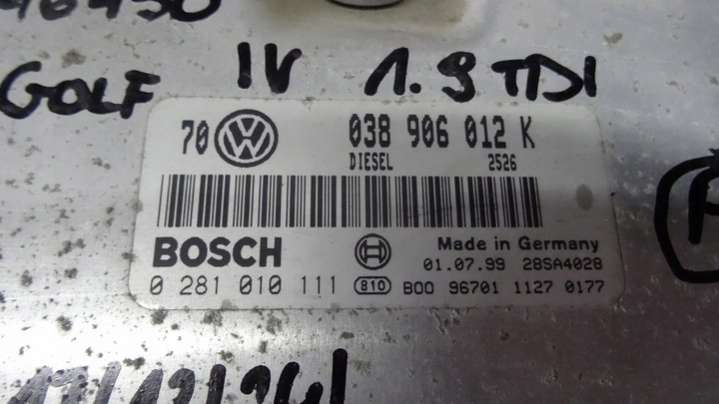 GOLF IV 1.9 TDI
70 VW 038 906 012 K
DIESEL 2526
BOSCH Made in Germany
01.07.99 28SA4028
0 281 010 111 810 B00 96701 1127 0177